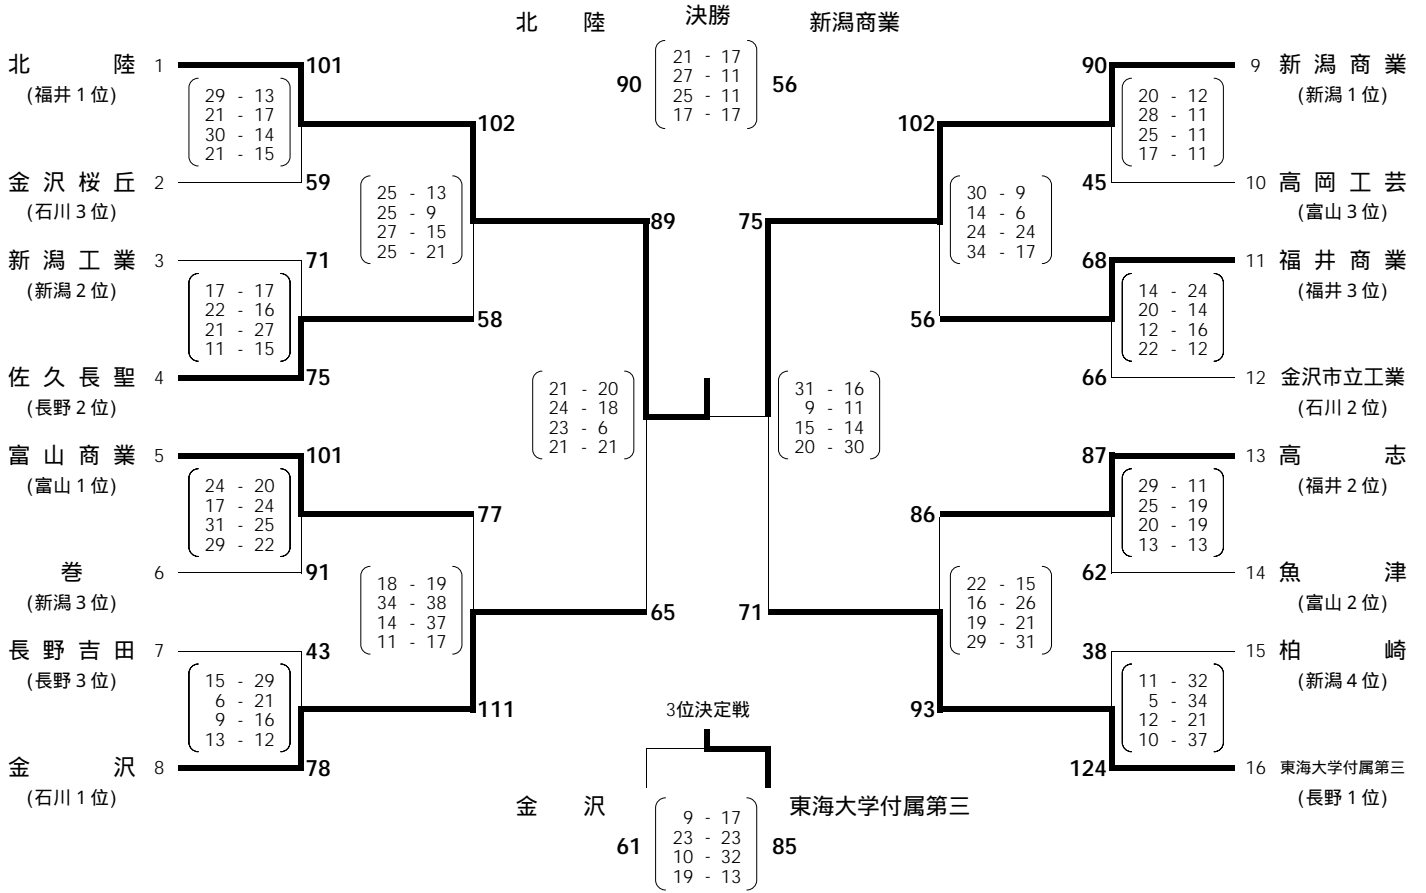 北 陸 決勝 新潟商業
90 21 - 17 56
27 - 11
25 - 11
17 - 17
北 陸 1 101
(福井1位)
29 - 13
21 - 17
30 - 14
21 - 15
金沢桜丘 2 59
(石川3位)
102
新潟工業 3 71
(新潟2位)
17 - 17
22 - 16
21 - 27
11 - 15
佐久長聖 4 75
(長野2位)
58
25 - 13
25 - 9
27 - 15
25 - 21
89
富山商業 5 101
(富山1位)
24 - 20
17 - 24
31 - 25
29 - 22
巻 6 91
(新潟3位)
77
長野吉田 7 43
(長野3位)
15 - 29
6 - 21
9 - 16
13 - 12
金 沢 8 78
(石川1位)
111
18 - 19
34 - 38
14 - 37
11 - 17
65
21 - 20
24 - 18
23 - 6
21 - 21
90 9 新潟商業
(新潟1位)
20 - 12
28 - 11
25 - 11
17 - 11
45 10 高岡工芸
(富山3位)
102
68 11 福井商業
(福井3位)
14 - 24
20 - 14
12 - 16
22 - 12
66 12 金沢市立工業
(石川2位)
56
30 - 9
14 - 6
24 - 24
34 - 17
75
87 13 高 志
(福井2位)
29 - 11
25 - 19
20 - 19
13 - 13
62 14 魚 津
(富山2位)
86
38 15 柏 崎
(新潟4位)
11 - 32
5 - 34
12 - 21
10 - 37
124 16 東海大学付属第三
(長野1位)
93
22 - 15
16 - 26
19 - 21
29 - 31
71
31 - 16
9 - 11
15 - 14
20 - 30
3位決定戦
金 沢 東海大学付属第三
61 9 - 17 85
23 - 23
10 - 32
19 - 13